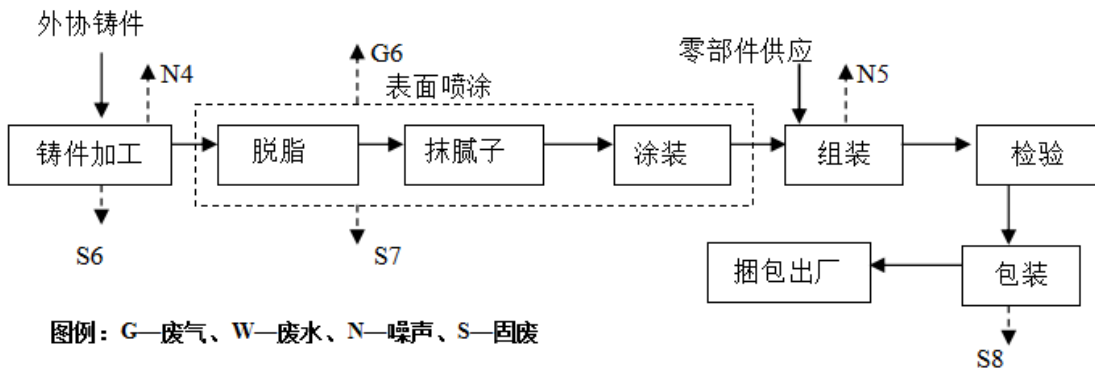 外协铸件
N4
G6
表面喷涂
零部件供应
N5
铸件加工
脱脂
抹腻子
涂装
组装
检验
S6
S7
捆包出厂
包装
图例：G—废气、W—废水、N—噪声、S—固废
S8